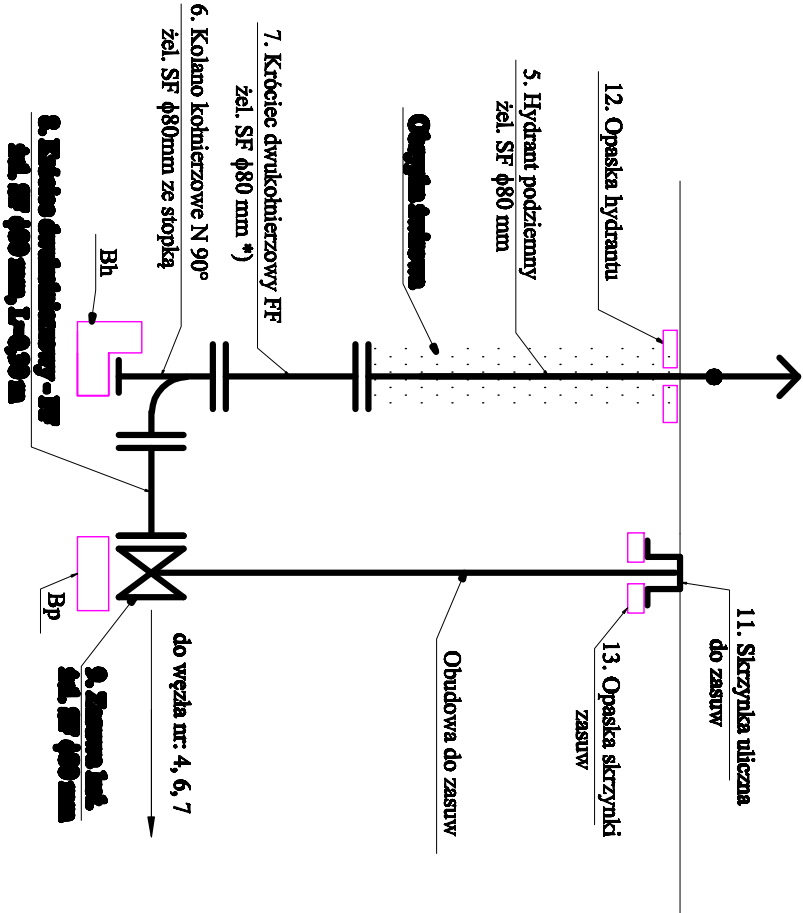 6. Kolano kołnierzowe N 90°
żel. SF ϕ80mm ze stopką
7. Króciec dwukołnierzowy FF
żel. SF ϕ80 mm *)
5. Hydrant podziemny
żel. SF ϕ80 mm
12. Opaska hydrantu
Bh
Bp
do węzła nr: 4, 6, 7
Obudowa do zasuw
13. Opaska skrzynki
zasuw
11. Skrzynka uliczna
do zasuw